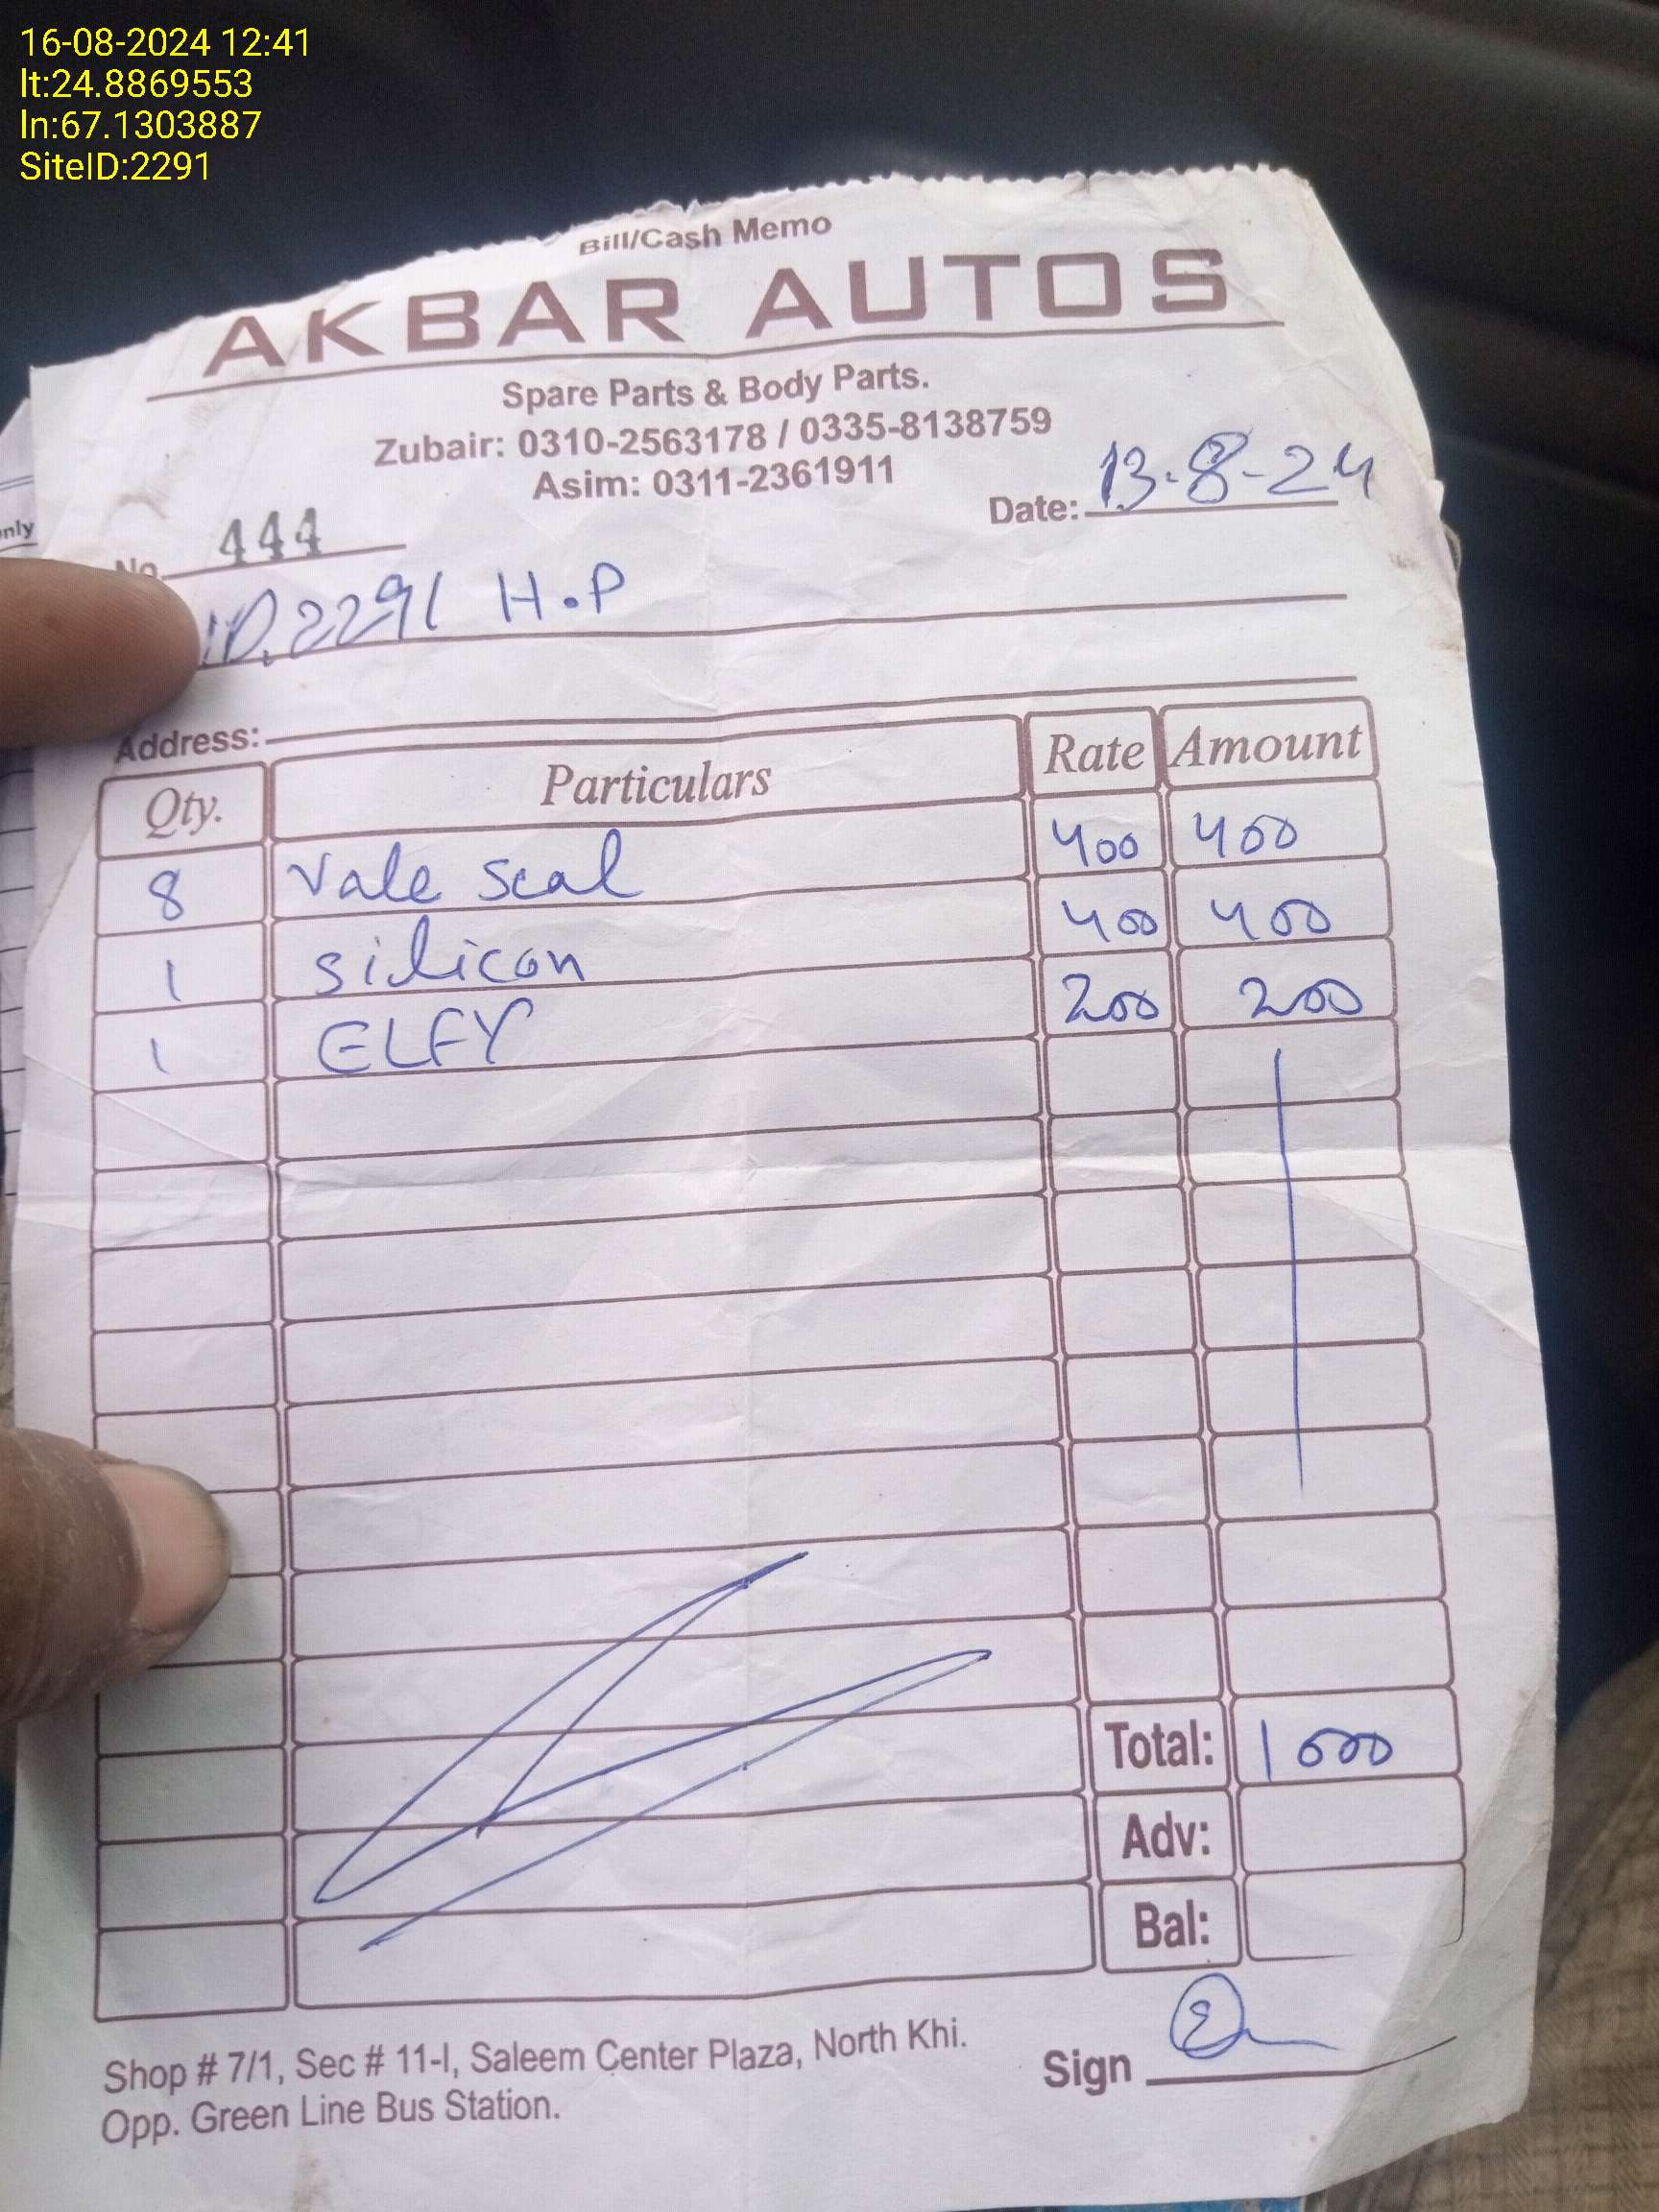 16-08-2024 12:41
lt:24.8869553
ln:67.1303887
SiteID:2291
Bill/Cash Memo
AKBAR AUTOS
Spare Parts & Body Parts.
Zubair: 0310-2563178 / 0335-8138759
Asim: 0311-2361911
Date: 13-8-24
nly
No. 444
ID.2291 H.P
Address:
Qty. Particulars Rate Amount
8 Vale seal 400 400
1 silicon 400 400
1 ELFY 200 200
Total: 1000
Adv:
Bal:
Shop # 7/1, Sec # 11-I, Saleem Center Plaza, North Khi.
Opp. Green Line Bus Station.
Sign